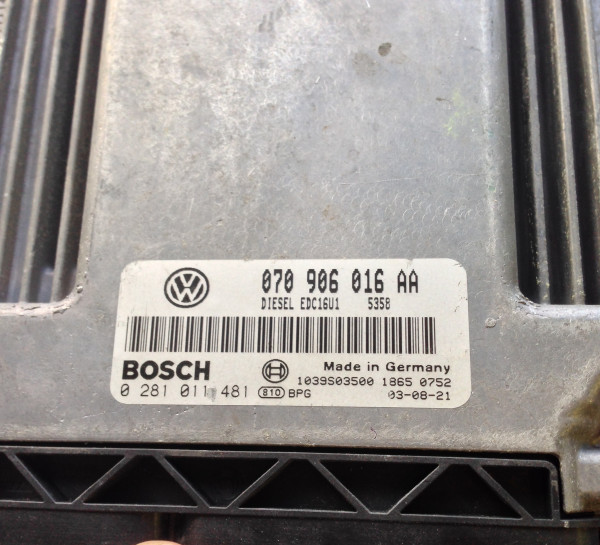 070 906 016 AA
DIESEL EDC16U1 5358
BOSCH Made in Germany
1039S03500 1865 0752
0 281 011 481 810 BPG 03-08-21